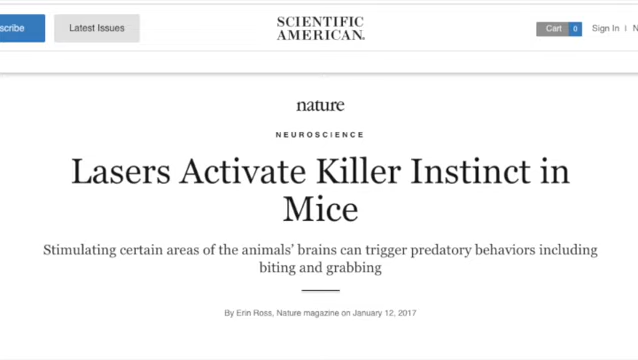 scribe
Latest Issues
SCIENTIFIC
AMERICAN.
Cart 0
Sign In | N
nature
NEUROSCIENCE
Lasers Activate Killer Instinct in
Mice
Stimulating certain areas of the animals' brains can trigger predatory behaviors including
biting and grabbing
By Erin Ross, Nature magazine on January 12, 2017